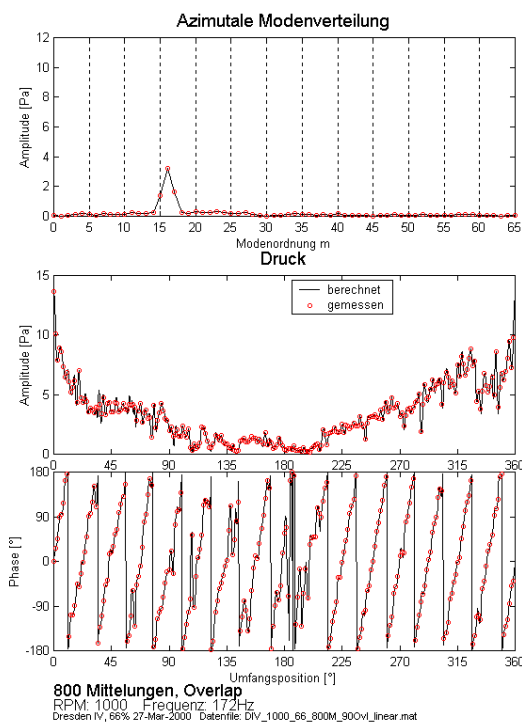 Azimutale Modenverteilung
12
10
8
6
4
2
0
Amplitude [Pa]
0 5 10 15 20 25 30 35 40 45 50 55 60 65
Modenordnung m
Druck
15
10
5
0
Amplitude [Pa]
berechnet
gemessen
0 45 90 135 180 225 270 315 360
180
90
0
-90
-180
Phase [°]
0 45 90 135 180 225 270 315 360
Umfangsposition [°]
800 Mittelungen, Overlap
RPM: 1000 Frequenz: 172Hz
Dresden IV, 66% 27-Mar-2000 Datenfile: DIV_1000_66_800M_90Ovl_linear.mat